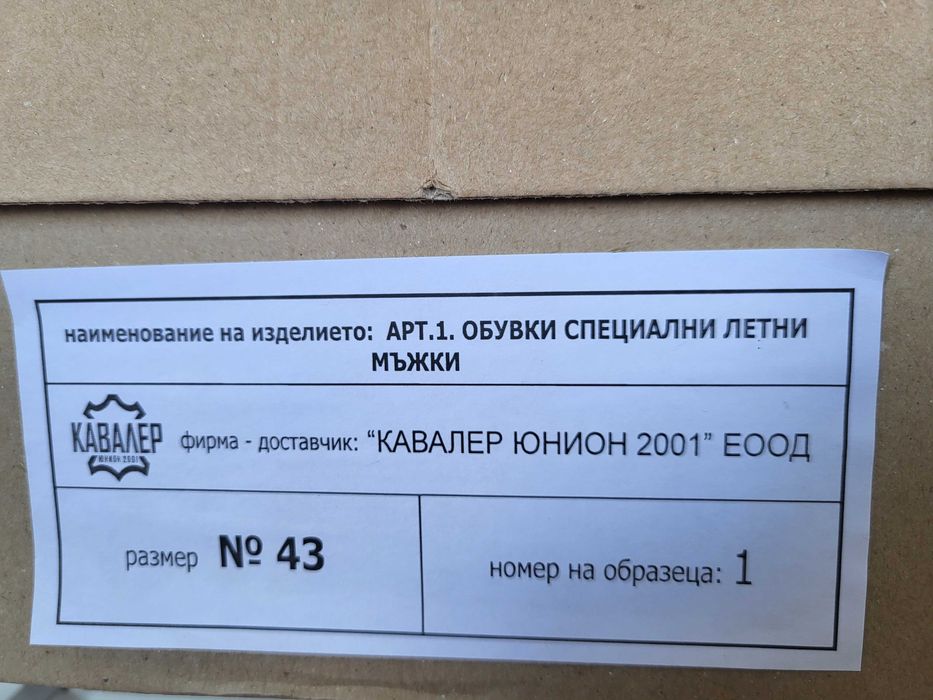 наименование на изделието: АРТ.1. ОБУВКИ СПЕЦИАЛНИ ЛЕТНИ
МЪЖКИ
КАВАЛЕР
ЮНИОН 2001
фирма - доставчик: “КАВАЛЕР ЮНИОН 2001” ЕООД
размер № 43
номер на образеца: 1